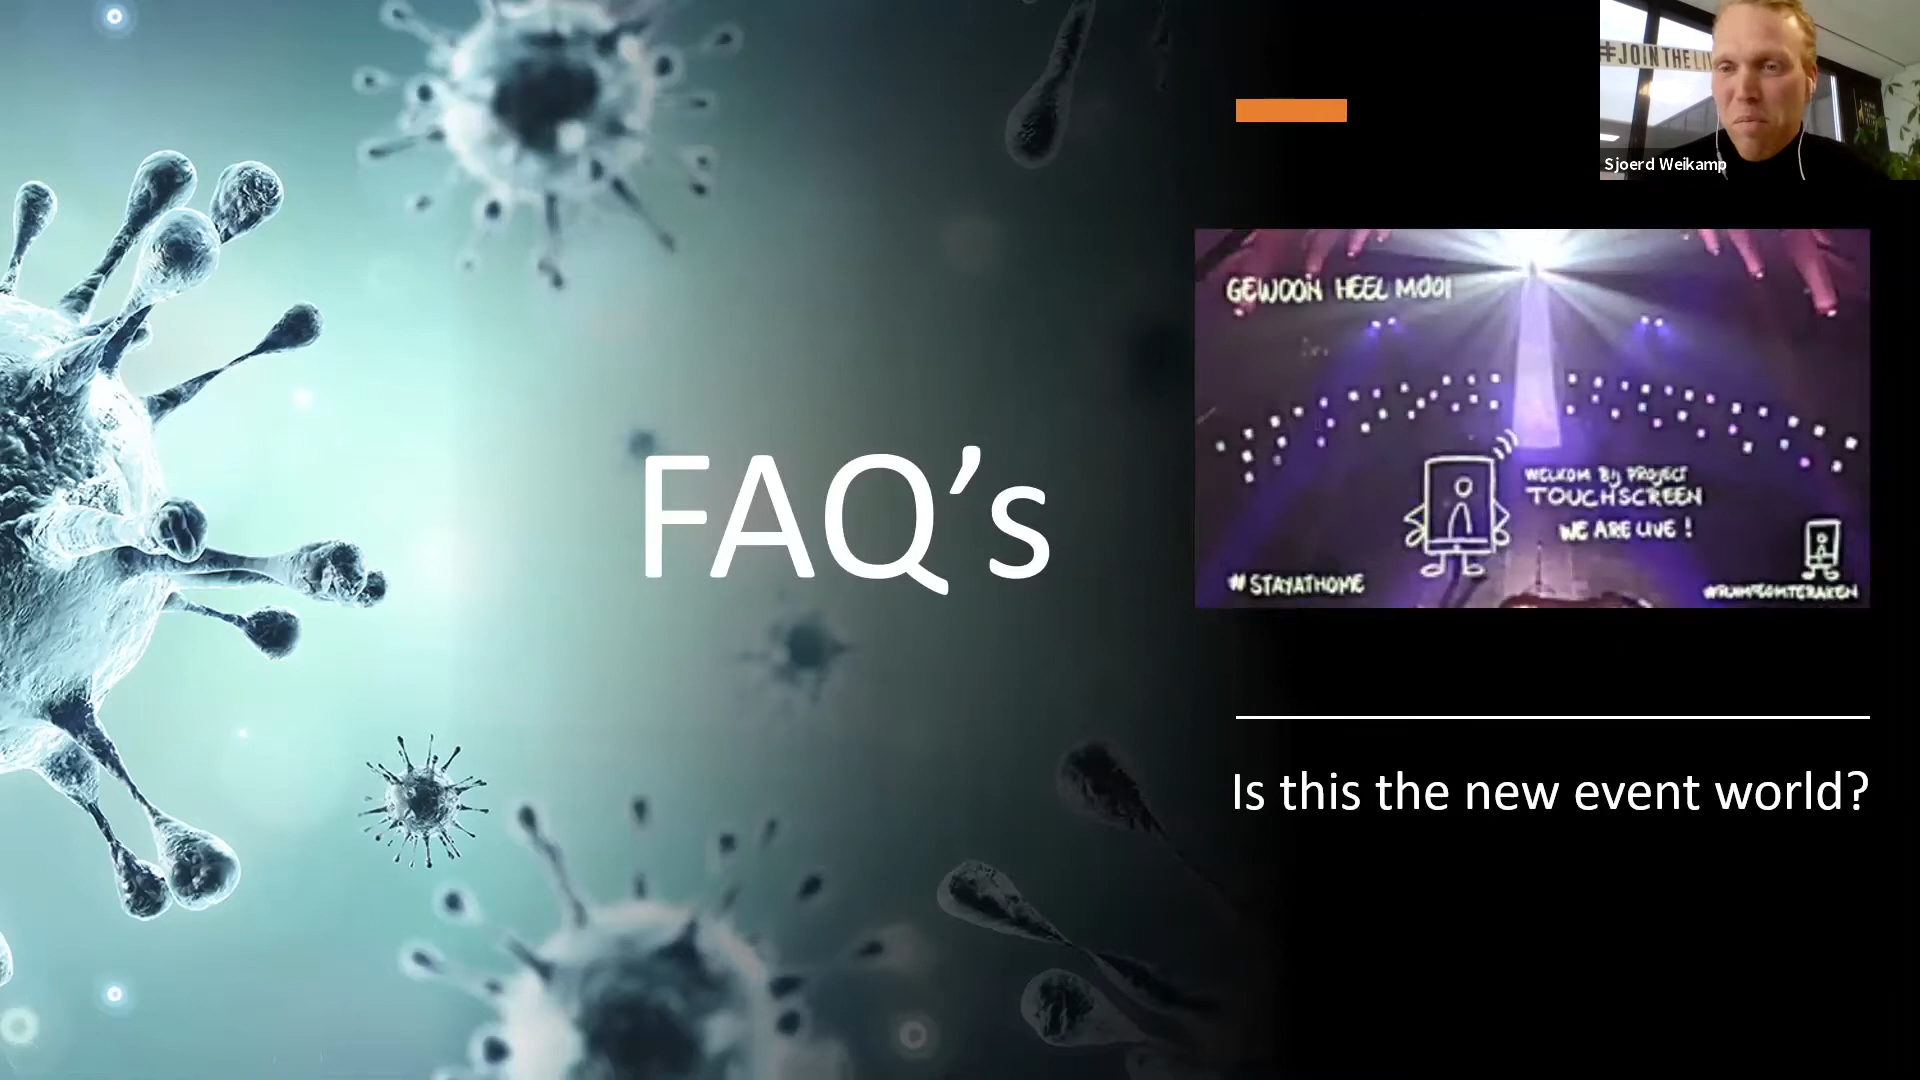 #JOINTHELIV
Sjoerd Weikamp
GEWOON HEEL MOOI
FAQ's
WELKOM BIJ PROJECT
TOUCHSCREEN
WE ARE LIVE!
#STAYATHOME
Is this the new event world?